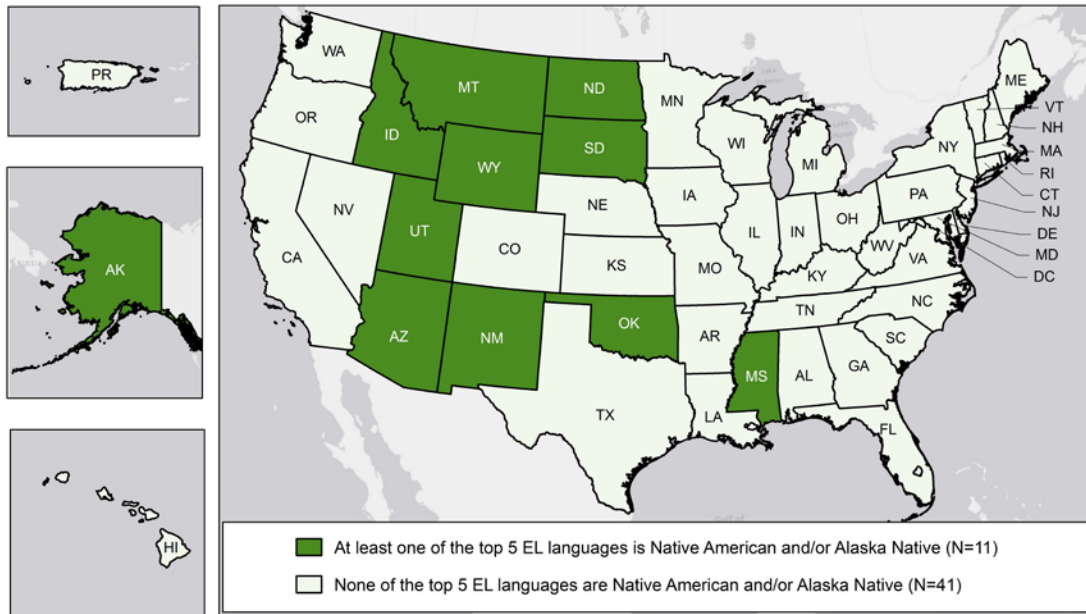 PR
AK
HI
WA
OR
CA
NV
ID
MT
WY
UT
AZ
NM
CO
ND
SD
NE
KS
OK
TX
MN
IA
MO
AR
LA
WI
IL
MS
MI
IN
KY
TN
AL
OH
WV
GA
FL
SC
NC
VA
PA
NY
ME
VT
NH
MA
RI
CT
NJ
DE
MD
DC
At least one of the top 5 EL languages is Native American and/or Alaska Native (N=11)
None of the top 5 EL languages are Native American and/or Alaska Native (N=41)